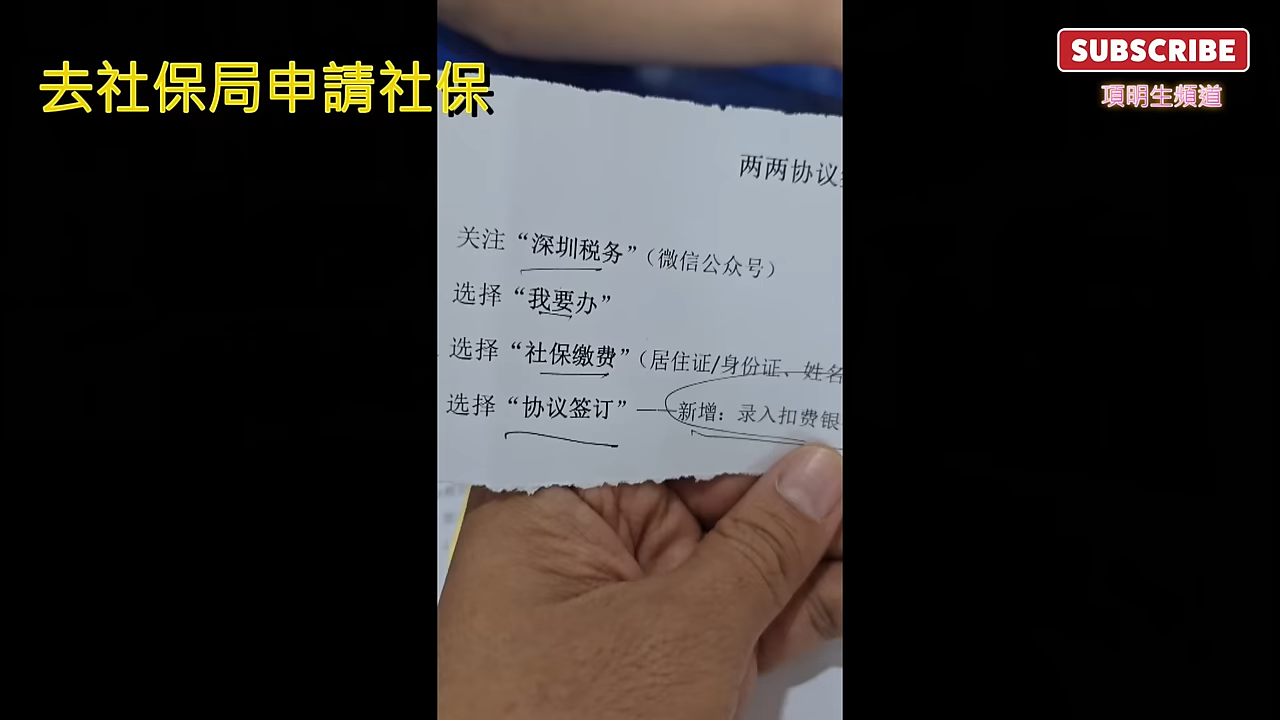 去社保局申請社保
SUBSCRIBE
項明生頻道
两两协议
关注“深圳税务”（微信公众号）
选择“我要办”
选择“社保缴费”（居住证/身份证、姓名
选择“协议签订”——新增：录入扣费银